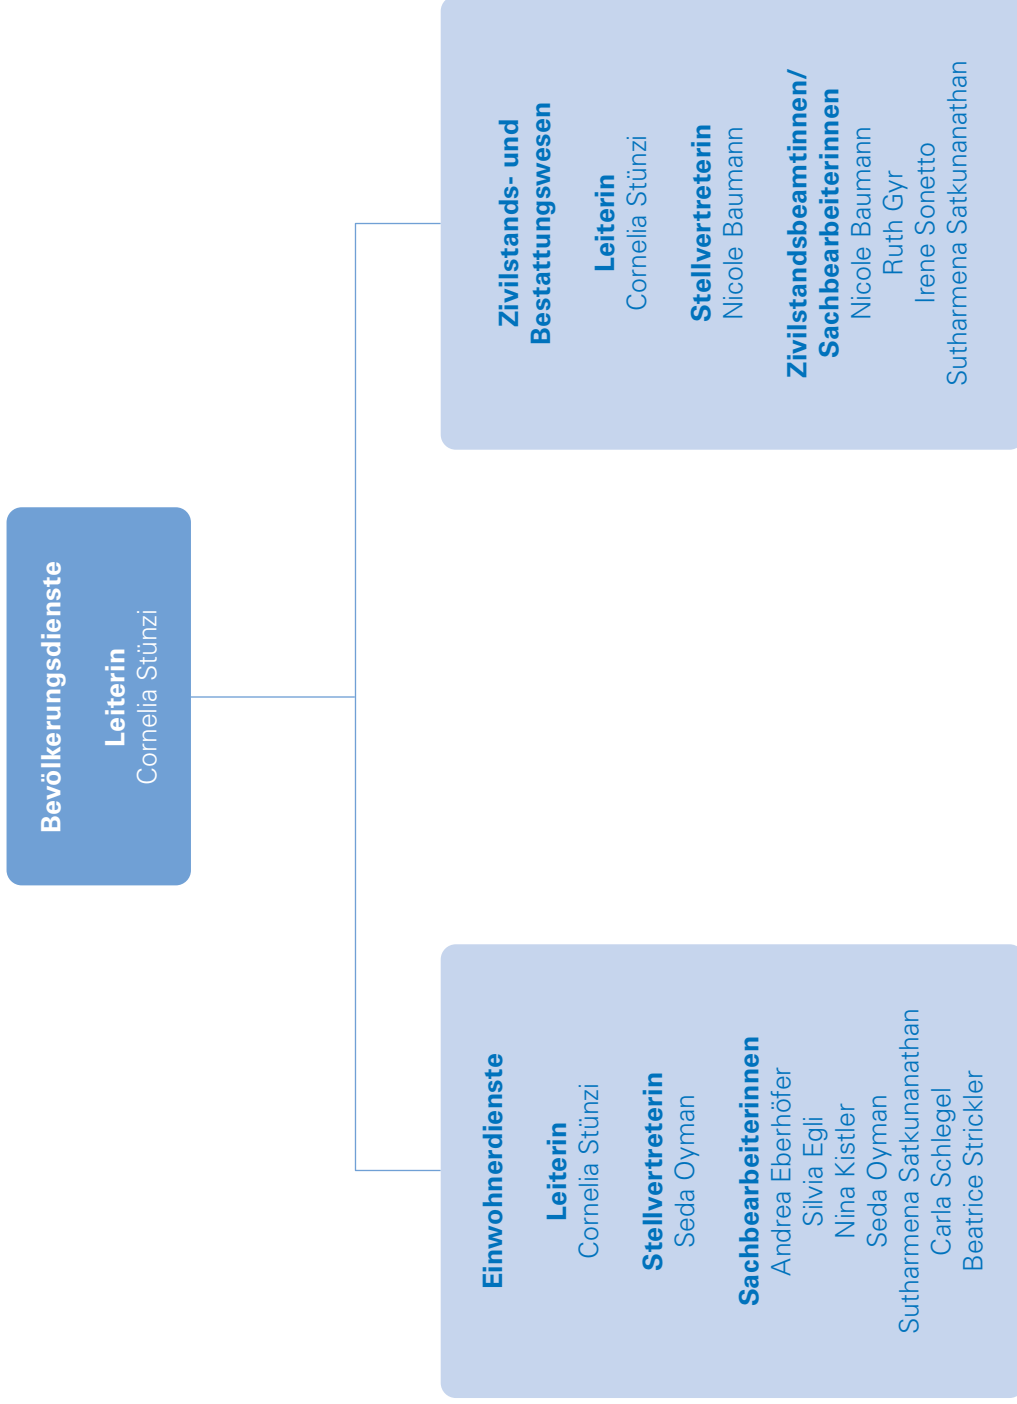 Bevölkerungsdienste
Leiterin
Cornelia Stünzi
Einwohnerdienste
Leiterin
Cornelia Stünzi
Stellvertreterin
Seda Oyman
Sachbearbeiterinnen
Andrea Eberhöfer
Silvia Egli
Nina Kistler
Seda Oyman
Sutharmena Satkunanathan
Carla Schlegel
Beatrice Strickler
Zivilstands- und
Bestattungswesen
Leiterin
Cornelia Stünzi
Stellvertreterin
Nicole Baumann
Zivilstandsbeamtinnen/
Sachbearbeiterinnen
Nicole Baumann
Ruth Gyr
Irene Sonetto
Sutharmena Satkunanathan